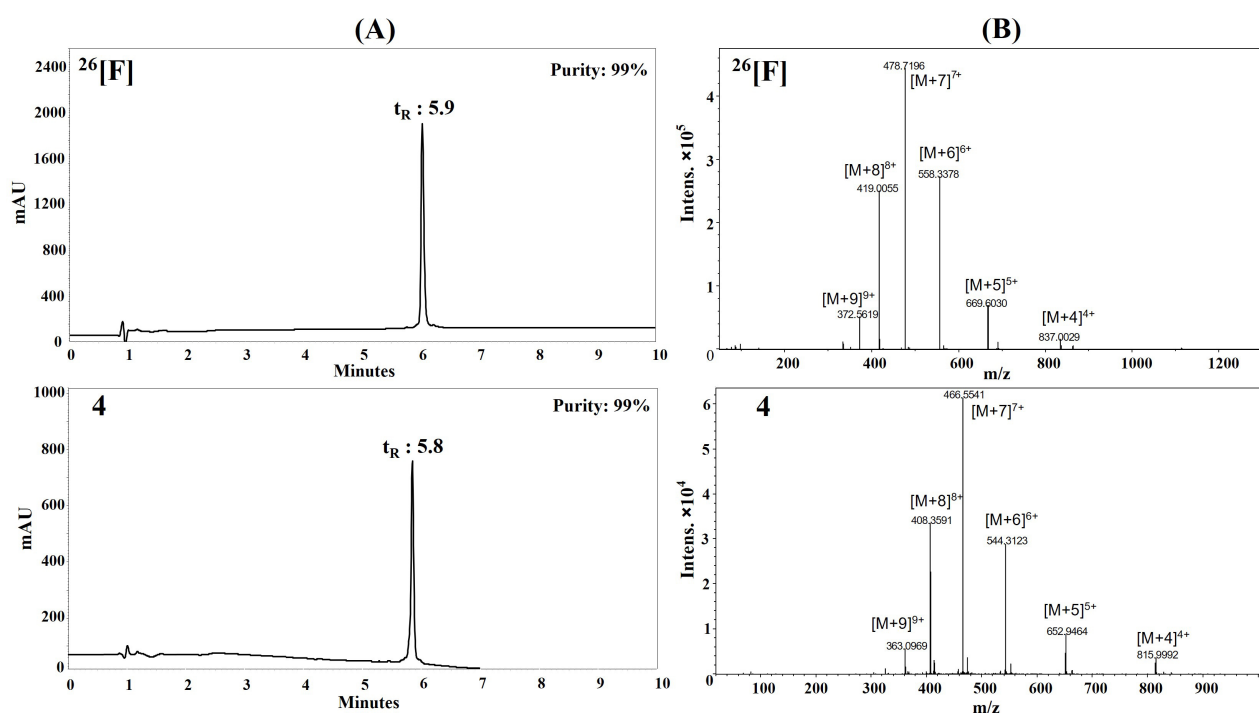 (A)
(B)
²⁶[F]
Purity: 99%
t_R : 5.9
2400
2000
1600
1200
800
400
0
mAU
0 1 2 3 4 5 6 7 8 9 10
Minutes
²⁶[F]
478.7196
[M+7]⁷⁺
[M+6]⁶⁺
558.3378
[M+8]⁸⁺
419.0055
[M+5]⁵⁺
669.6030
[M+9]⁹⁺
372.5619
[M+4]⁴⁺
837.0029
4
3
2
1
0
Intens. ×10⁵
200 400 600 800 1000 1200
m/z
4
Purity: 99%
t_R : 5.8
1000
800
600
400
200
0
mAU
0 1 2 3 4 5 6 7 8 9 10
Minutes
4
466.5541
[M+7]⁷⁺
[M+8]⁸⁺
408.3591
[M+6]⁶⁺
544.3123
[M+9]⁹⁺
363.0969
[M+5]⁵⁺
652.9464
[M+4]⁴⁺
815.9992
6
5
4
3
2
1
0
Intens. ×10⁴
100 200 300 400 500 600 700 800 900
m/z